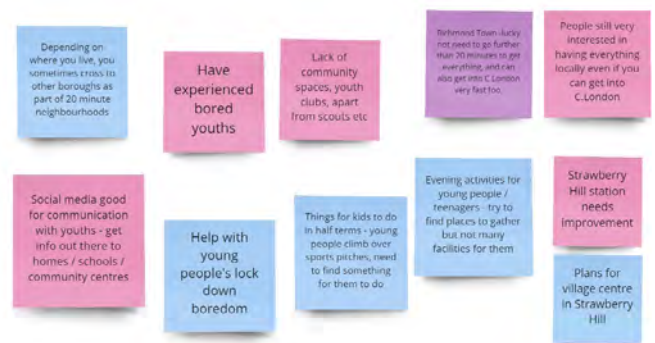 Depending on
where you live, you
sometimes cross to
other boroughs as
part of 20 minute
neighbourhoods
Have
experienced
bored
youths
Lack of
community
spaces, youth
clubs, apart
from scouts etc
Richmond Town -lucky
not need to go further
than 20 minutes to get
everything, and can
also get into C.London
very fast too.
People still very
interested in
having everything
locally even if you
can get into
C.London
Social media good
for communication
with youths - get
info out there to
homes / schools /
community centres
Help with
young
people's lock
down
boredom
Things for kids to do
in half terms - young
people climb over
sports pitches, need
to find something
for them to do
Evening activities for
young people /
teenagers - try to
find places to gather
but not many
facilities for them
Strawberry
Hill station
needs
improvement
Plans for
village centre
in Strawberry
Hill